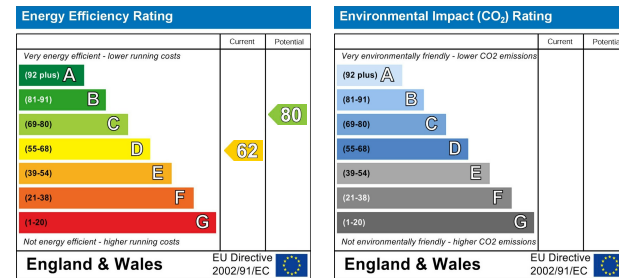 Energy Efficiency Rating
Current Potential
Very energy efficient - lower running costs
(92 plus) A
(81-91) B
(69-80) C
(55-68) D
(39-54) E
(21-38) F
(1-20) G
62
80
Not energy efficient - higher running costs
England & Wales
EU Directive
2002/91/EC
Environmental Impact (CO₂) Rating
Current Potential
Very environmentally friendly - lower CO2 emissions
(92 plus) A
(81-91) B
(69-80) C
(55-68) D
(39-54) E
(21-38) F
(1-20) G
Not environmentally friendly - higher CO2 emissions
England & Wales
EU Directive
2002/91/EC